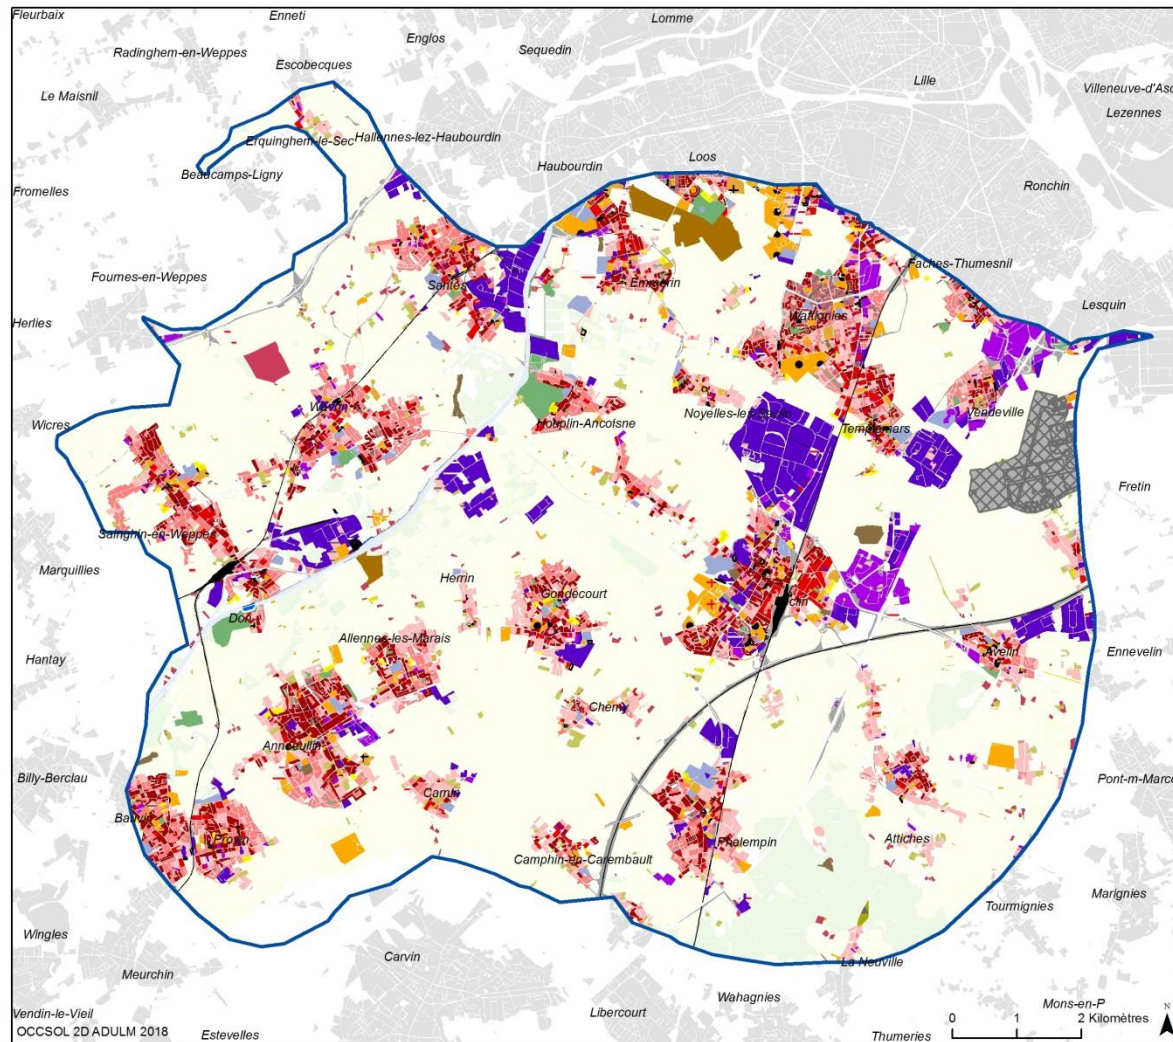 Fleurbaix
Enneti
Lomme
Englos
Sequedin
Radinghem-en-Weppes
Escobecques
Lille
Villeneuve-d'Asc
Le Maisnil
Lezennes
Erquinghem-le-Sec
Hallennes-lez-Haubourdin
Haubourdin
Loos
Beaucamps-Ligny
Ronchin
Fromelles
Faches-Thumesnil
Fournes-en-Weppes
Santes
Emmerin
Lesquin
Wattignies
Herlies
Wavrin
Noyelles-les-Seclin
Vendeville
Wicres
Houplin-Ancoisne
Templemars
Fretin
Sainghin-en-Weppes
Marquillies
Herrin
Gondecourt
Don
Allennes-les-Marais
Hantay
Avelin
Ennevelin
Chemy
Annoeullin
Billy-Berclau
Pont-m-Marcq
Carnin
Bauvin
Provin
Phalempin
Attiches
Camphin-en-Carembault
Marignies
Tourmignies
Wingles
Carvin
La Neuville
Meurchin
Wahagnies
Mons-en-P
N
Vendin-le-Vieil
Libercourt
0 1 2 Kilomètres
OCCSOL 2D ADULM 2018
Estevelles
Thumeries